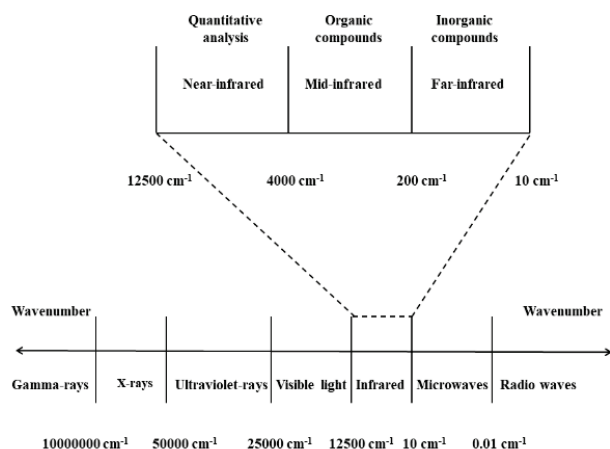 Quantitative analysis
Organic compounds
Inorganic compounds
Near-infrared
Mid-infrared
Far-infrared
12500 cm⁻¹
4000 cm⁻¹
200 cm⁻¹
10 cm⁻¹
Wavenumber
Wavenumber
Gamma-rays
X-rays
Ultraviolet-rays
Visible light
Infrared
Microwaves
Radio waves
10000000 cm⁻¹
50000 cm⁻¹
25000 cm⁻¹
12500 cm⁻¹
10 cm⁻¹
0.01 cm⁻¹